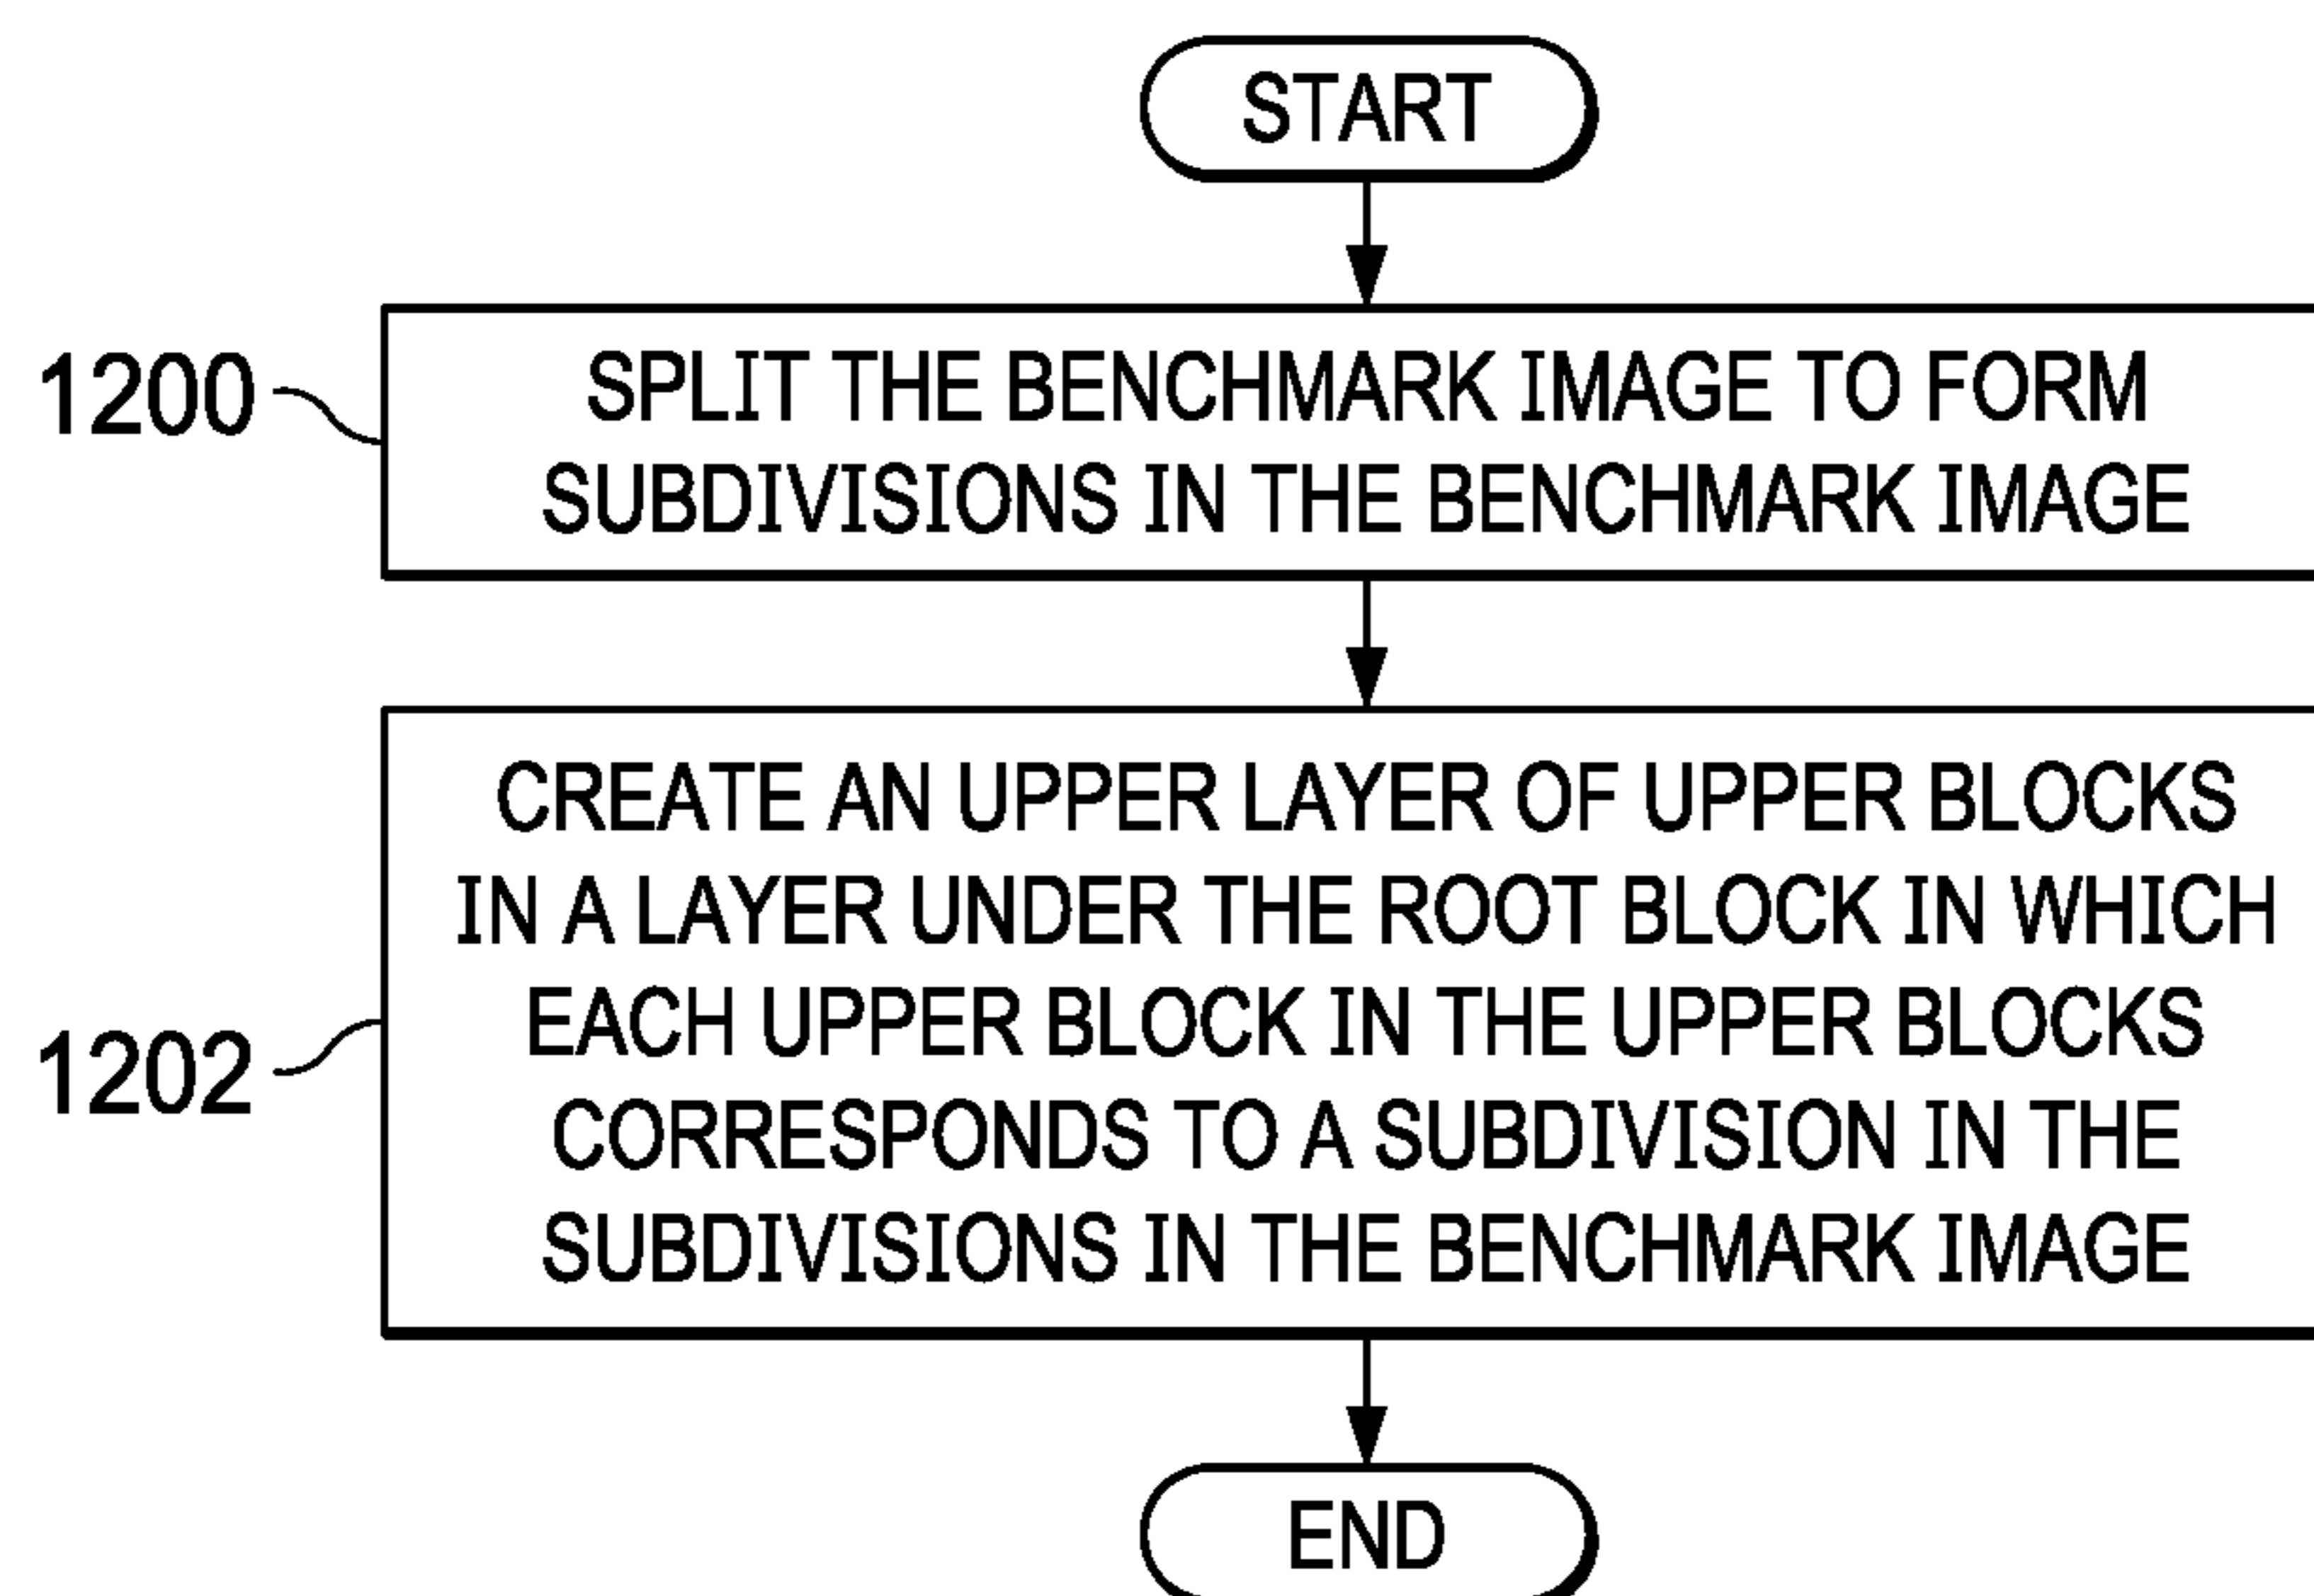 START
1200
SPLIT THE BENCHMARK IMAGE TO FORM
SUBDIVISIONS IN THE BENCHMARK IMAGE
1202
CREATE AN UPPER LAYER OF UPPER BLOCKS
IN A LAYER UNDER THE ROOT BLOCK IN WHICH
EACH UPPER BLOCK IN THE UPPER BLOCKS
CORRESPONDS TO A SUBDIVISION IN THE
SUBDIVISIONS IN THE BENCHMARK IMAGE
END